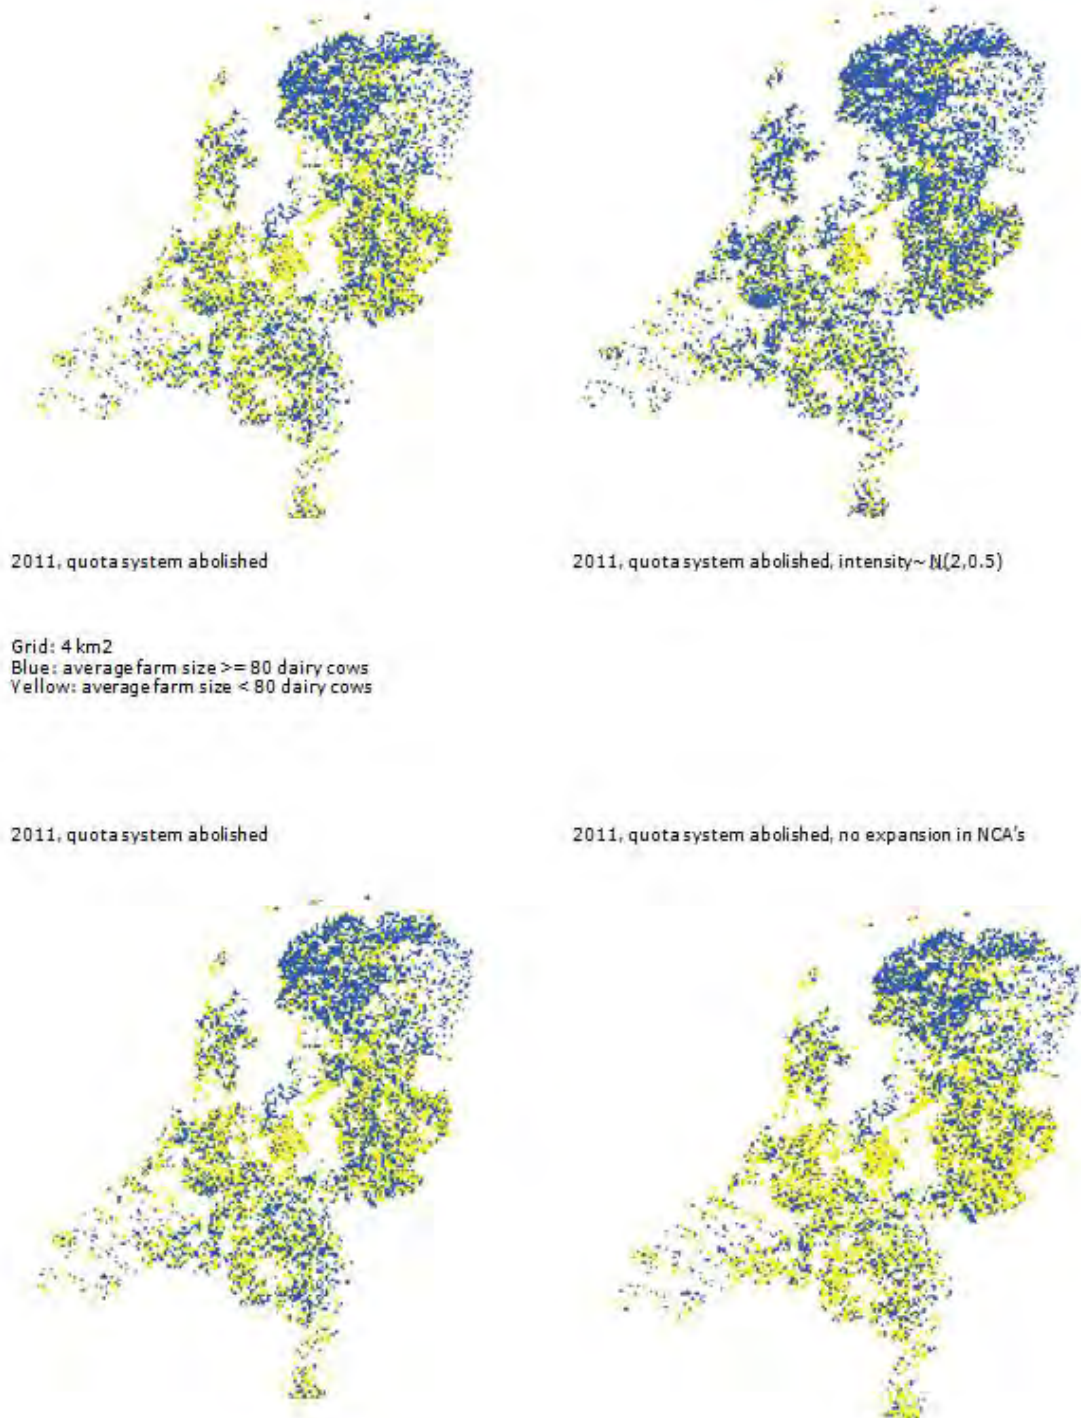 2011, quota system abolished
2011, quota system abolished, intensity~ N(2,0.5)
Grid: 4 km2
Blue: average farm size >= 80 dairy cows
Yellow: average farm size < 80 dairy cows
2011, quota system abolished
2011, quota system abolished, no expansion in NCA's